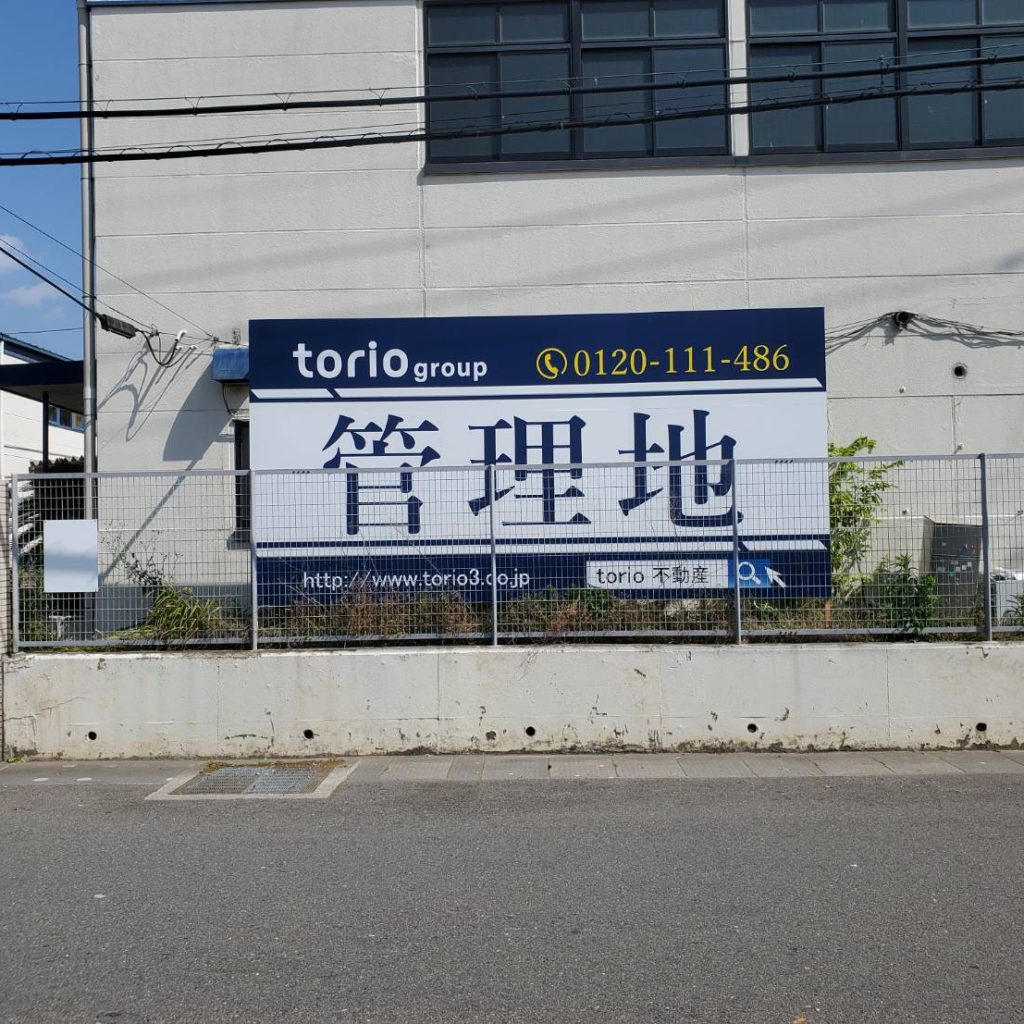 torio group 0120-111-486
管理地
http://www.torio3.co.jp torio 不動産